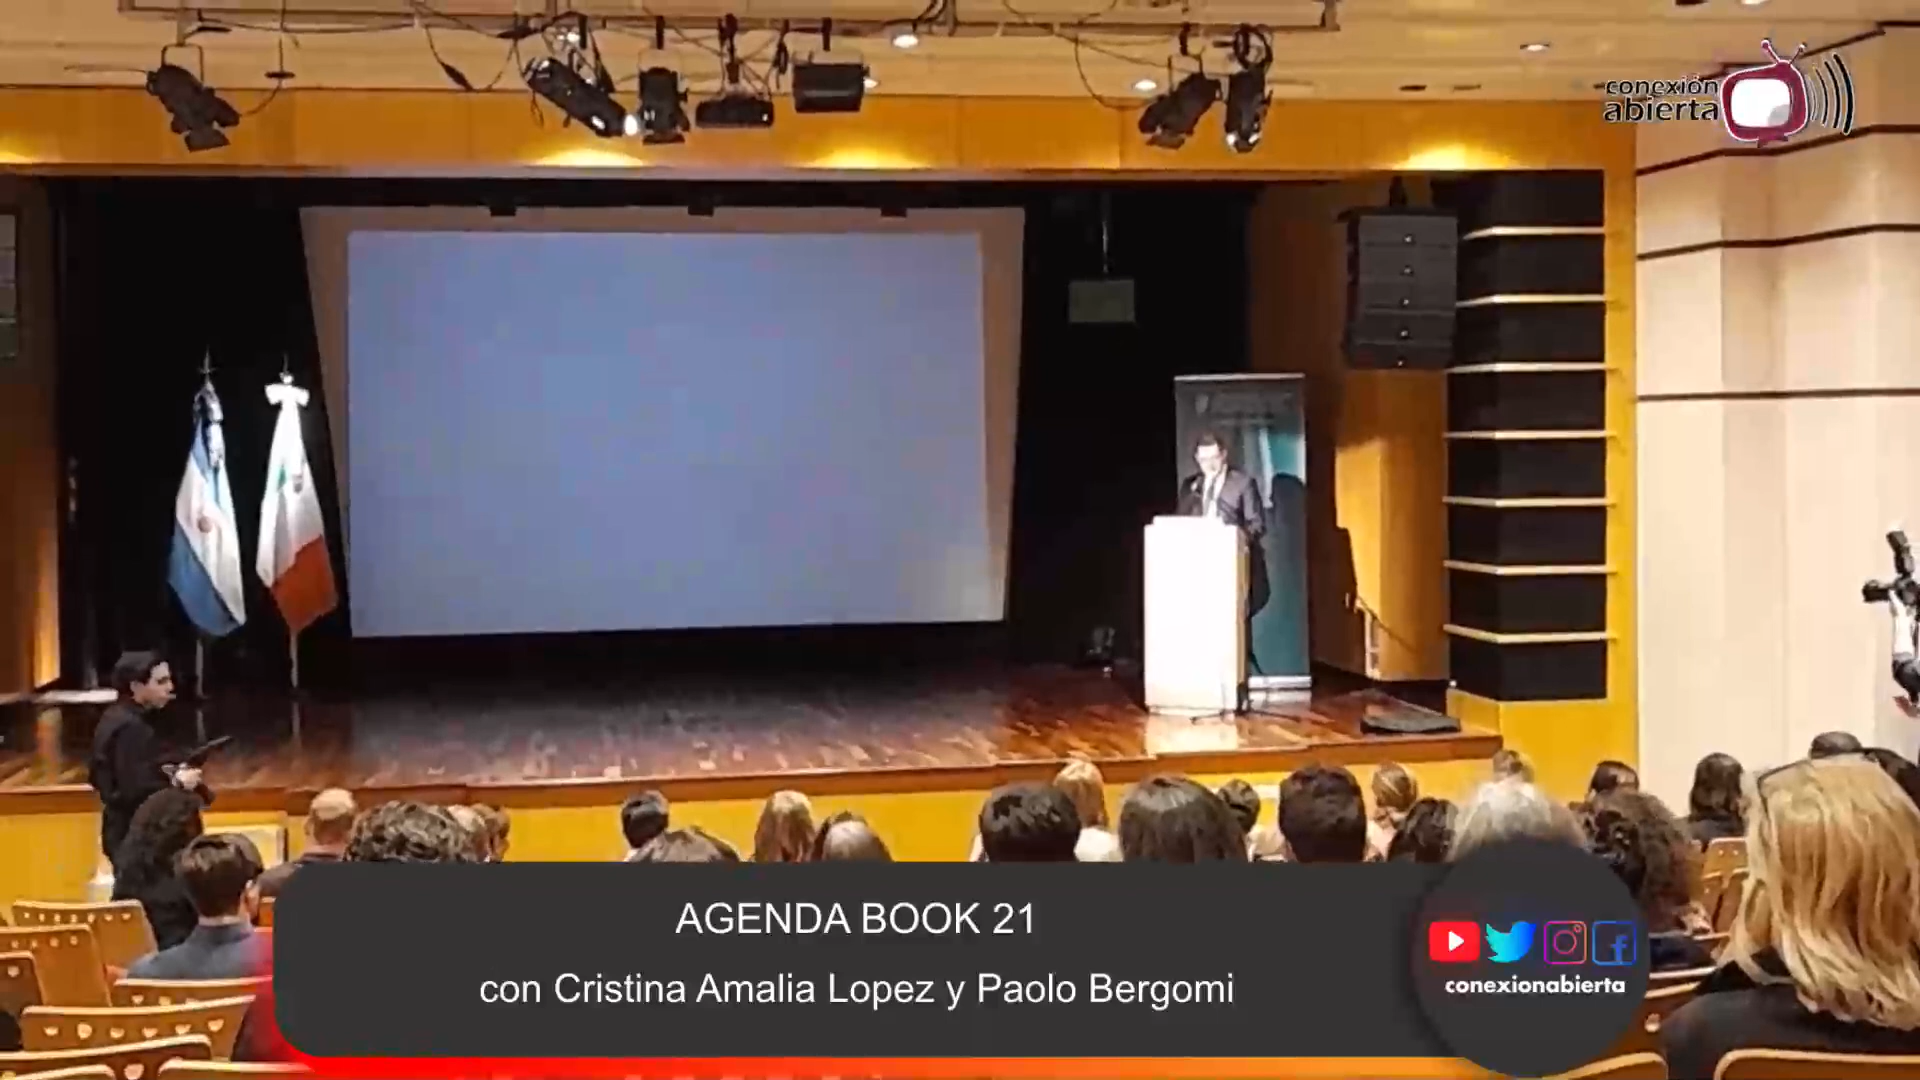 conexión
abierta
AGENDA BOOK 21
con Cristina Amalia Lopez y Paolo Bergomi
conexionabierta